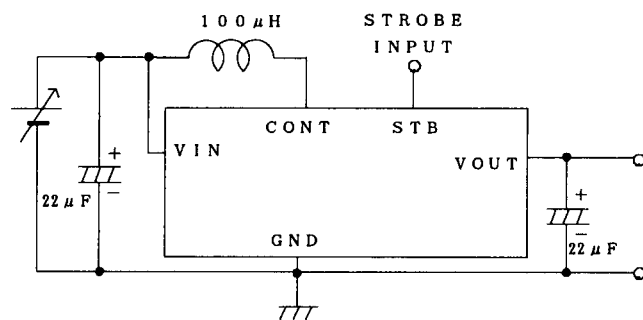 100μH
STROBE
INPUT
CONT
STB
VIN
VOUT
+
−
22μF
+
−
22μF
GND